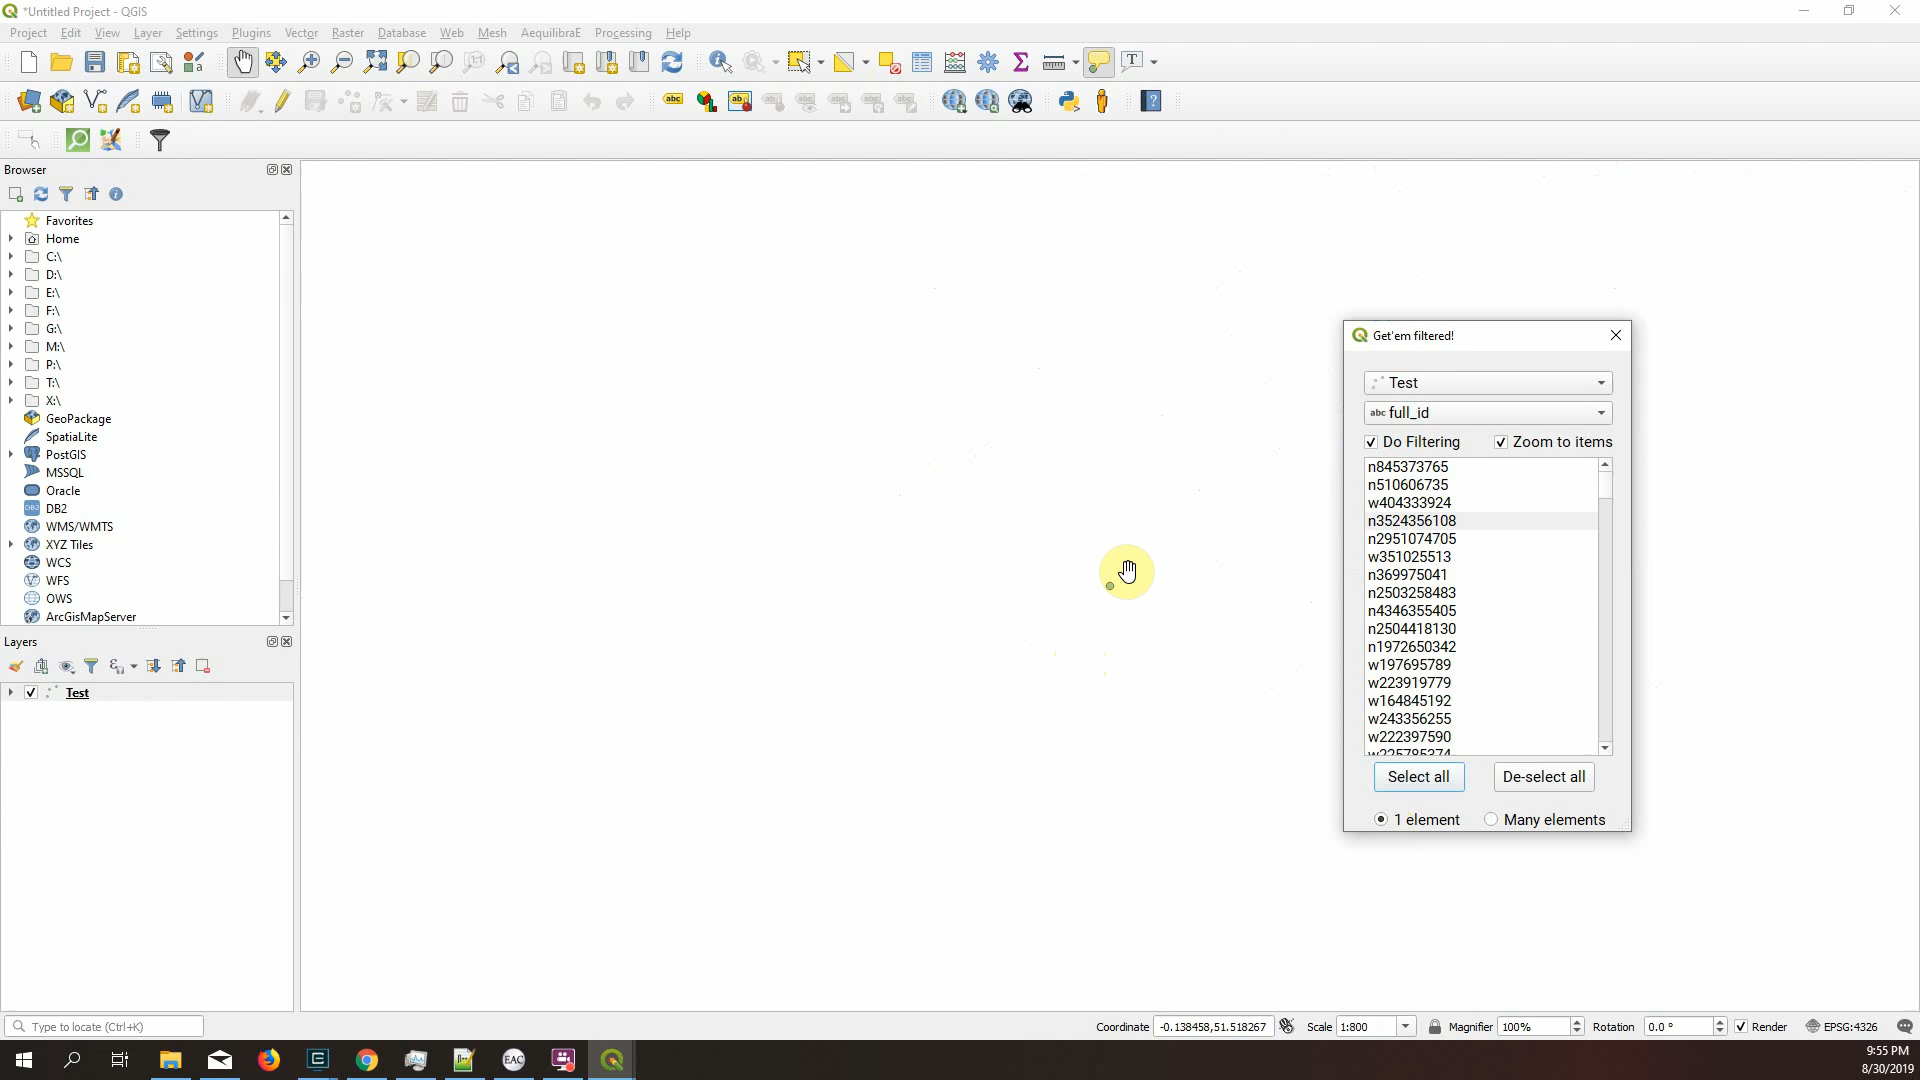 *Untitled Project - QGIS
Project Edit View Layer Settings Plugins Vector Raster Database Web Mesh AequilibraE Processing Help
Browser
Favorites
Home
C:\
D:\
E:\
F:\
G:\
M:\
P:\
T:\
X:\
GeoPackage
SpatiaLite
PostGIS
MSSQL
Oracle
DB2
WMS/WMTS
XYZ Tiles
WCS
WFS
OWS
ArcGisMapServer
Layers
Test
Get'em filtered!
Test
abc full_id
Do Filtering Zoom to items
n845373765
n510606735
w404333924
n3524356108
n2951074705
w351025513
n369975041
n2503258483
n4346355405
n2504418130
n1972650342
w197695789
w223919779
w164845192
w243356255
w222397590
w225785374
Select all De-select all
1 element Many elements
Type to locate (Ctrl+K) Coordinate -0.138458,51.518267 Scale 1:800 Magnifier 100% Rotation 0.0 ° Render EPSG:4326
EAC
9:55 PM
8/30/2019